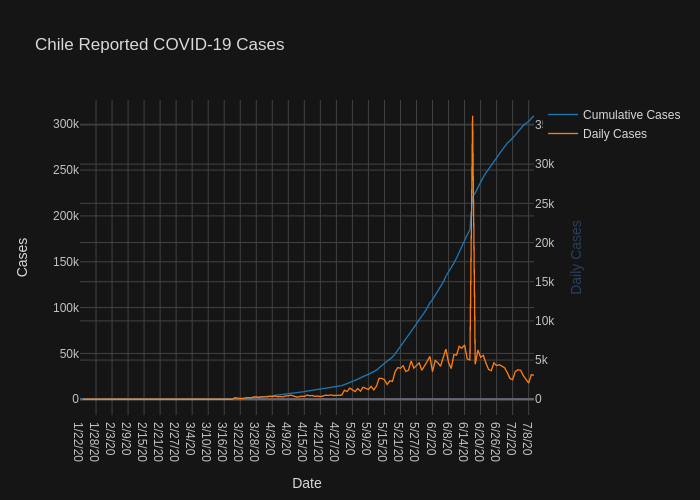 Chile Reported COVID-19 Cases
Cumulative Cases
Daily Cases
300k
250k
200k
150k
100k
50k
0
Cases
35
30k
25k
20k
15k
10k
5k
0
Daily Cases
1/22/20
1/28/20
2/3/20
2/9/20
2/15/20
2/21/20
2/27/20
3/4/20
3/10/20
3/16/20
3/22/20
3/28/20
4/3/20
4/9/20
4/15/20
4/21/20
4/27/20
5/3/20
5/9/20
5/15/20
5/21/20
5/27/20
6/2/20
6/8/20
6/14/20
6/20/20
6/26/20
7/2/20
7/8/20
Date